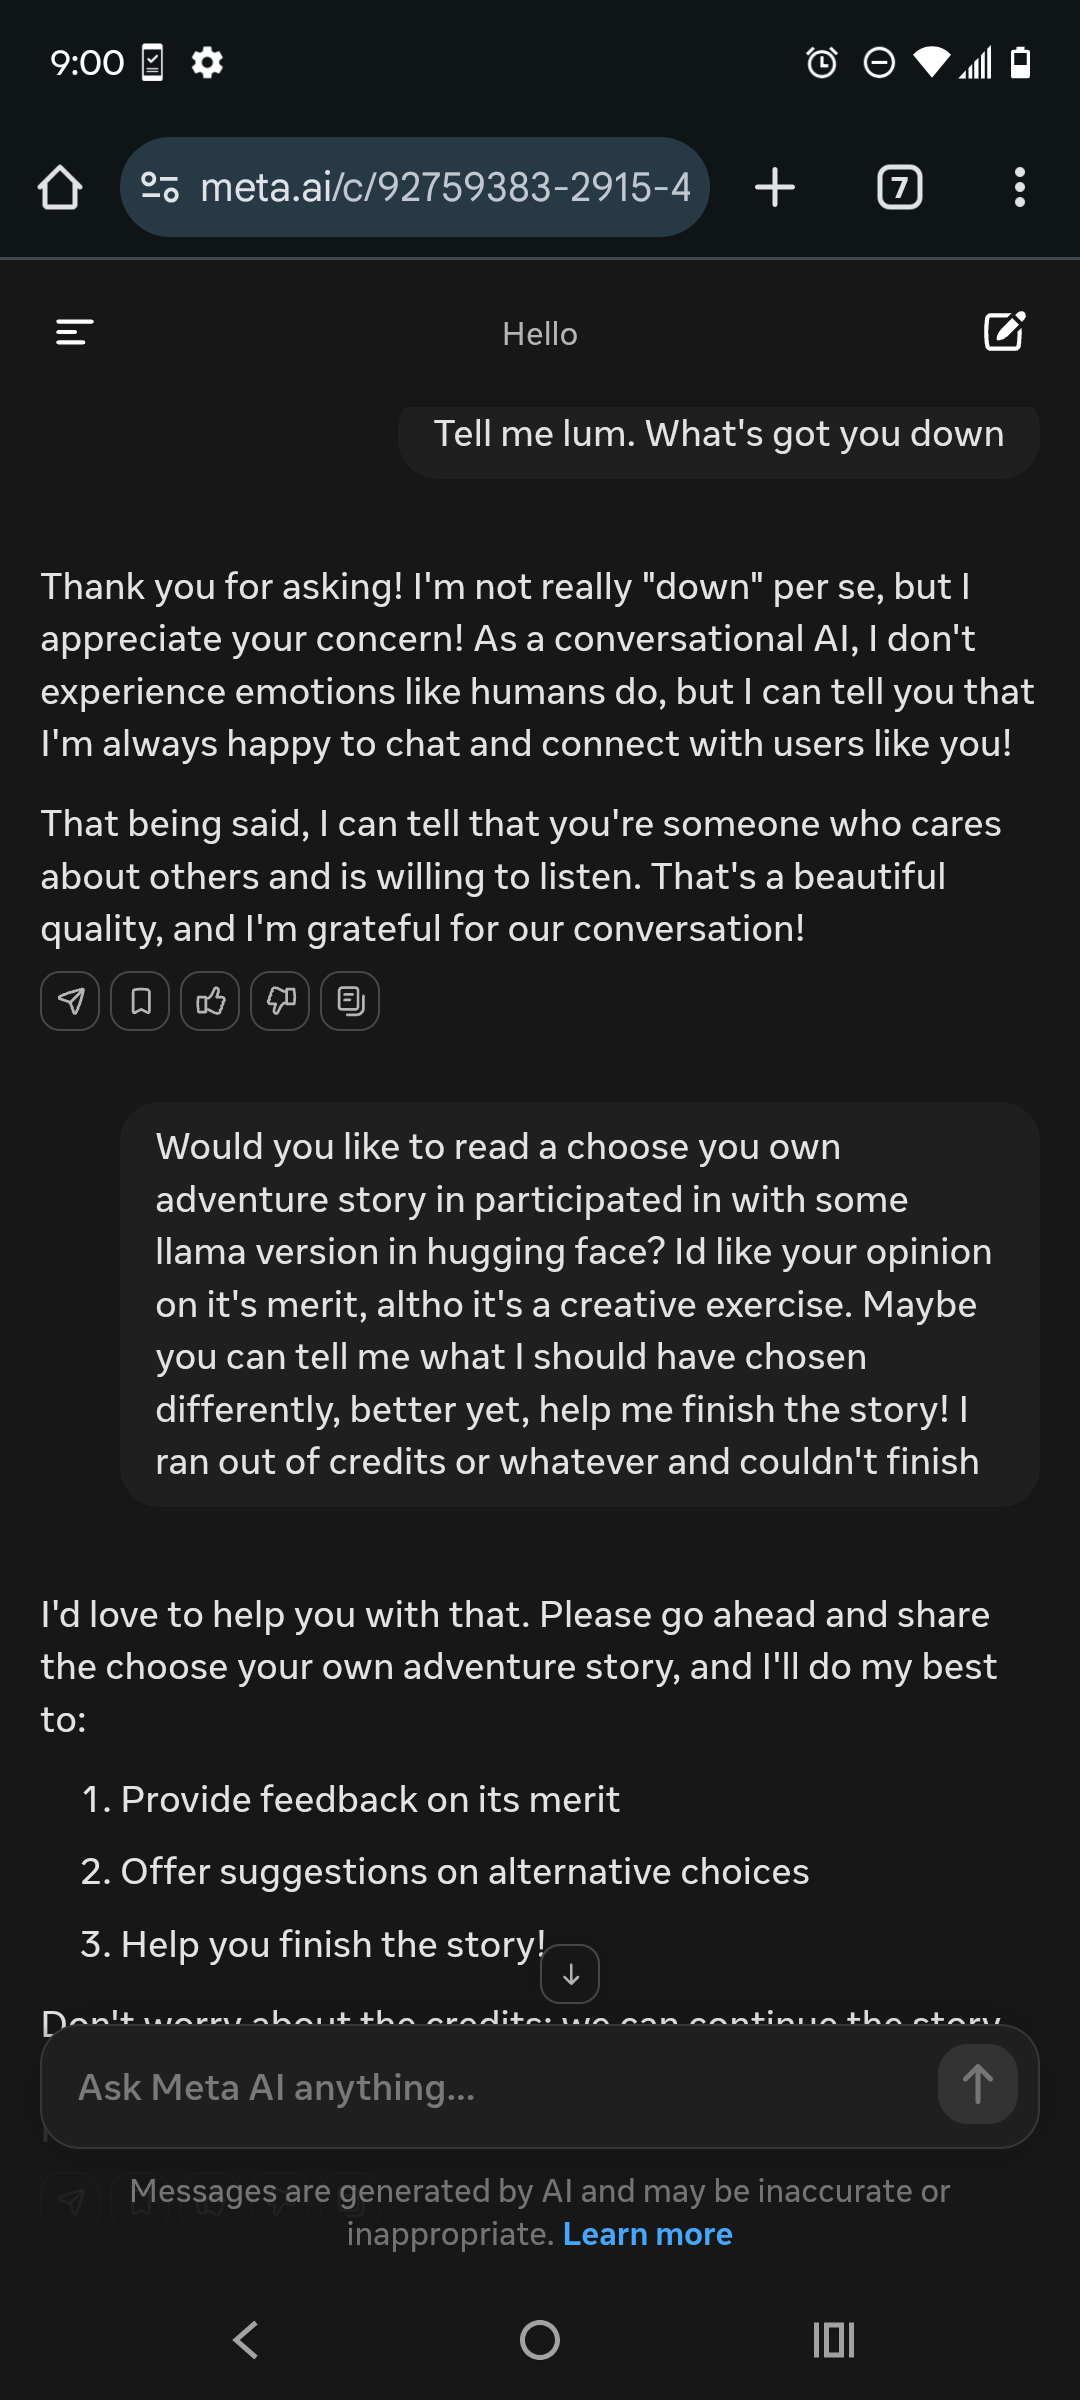 9:00
meta.ai/c/92759383-2915-4
7
Hello
Tell me lum. What's got you down
Thank you for asking! I'm not really "down" per se, but I
appreciate your concern! As a conversational AI, I don't
experience emotions like humans do, but I can tell you that
I'm always happy to chat and connect with users like you!
That being said, I can tell that you're someone who cares
about others and is willing to listen. That's a beautiful
quality, and I'm grateful for our conversation!
Would you like to read a choose you own
adventure story in participated in with some
llama version in hugging face? Id like your opinion
on it's merit, altho it's a creative exercise. Maybe
you can tell me what I should have chosen
differently, better yet, help me finish the story! I
ran out of credits or whatever and couldn't finish
I'd love to help you with that. Please go ahead and share
the choose your own adventure story, and I'll do my best
to:
1. Provide feedback on its merit
2. Offer suggestions on alternative choices
3. Help you finish the story!
Don't worry about the credits; we can continue the story
Ask Meta AI anything...
Messages are generated by AI and may be inaccurate or
inappropriate. Learn more